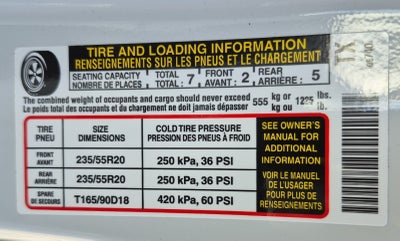 TIRE AND LOADING INFORMATION
RENSEIGNEMENTS SUR LES PNEUS ET LE CHARGEMENT
SEATING CAPACITY TOTAL : 7 FRONT : 2 REAR : 5
NOMBRE DE PLACES TOTAL AVANT ARRIÈRE
The combined weight of occupants and cargo should never exceed 555 kg or lb.
Le poids total des occupants et du chargement ne doit jamais dépasser kg ou lb.
TIRE SIZE COLD TIRE PRESSURE
PNEU DIMENSIONS PRESSION DES PNEUS À FROID
FRONT 235/55R20 250 kPa, 36 PSI
AVANT
REAR 235/55R20 250 kPa, 36 PSI
ARRIÈRE
SPARE T165/90D18 420 kPa, 60 PSI
DE SECOURS
SEE OWNER'S
MANUAL FOR
ADDITIONAL
INFORMATION
VOIR LE MANUEL
DE L'USAGER
POUR PLUS DE
RENSEIGNEMENTS
TX